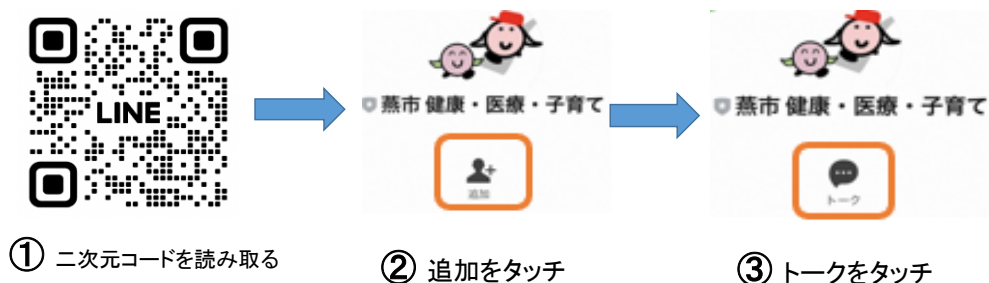 LINE
燕市 健康・医療・子育て
追加
燕市 健康・医療・子育て
トーク
① 二次元コードを読み取る
② 追加をタッチ
③ トークをタッチ